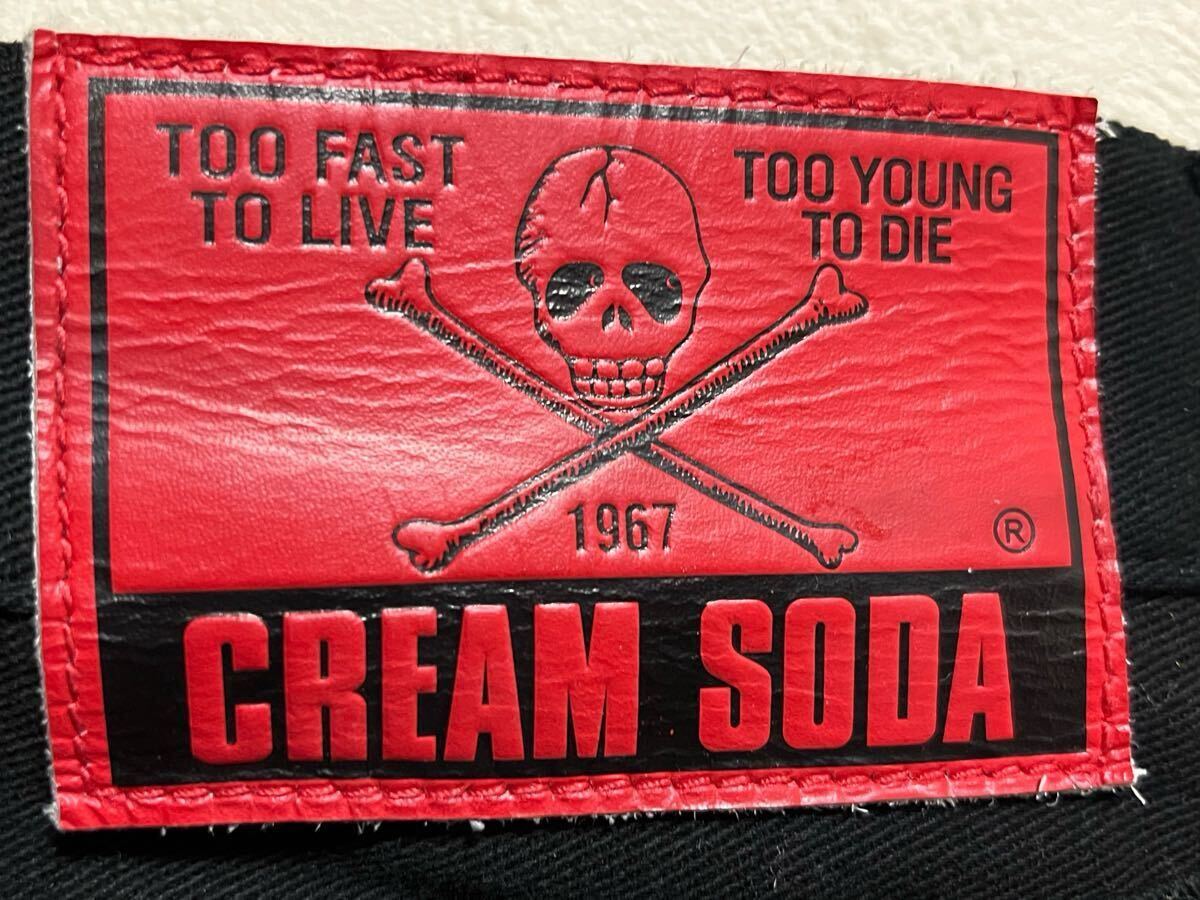 TOO FAST
TO LIVE
TOO YOUNG
TO DIE
1967
®
CREAM SODA